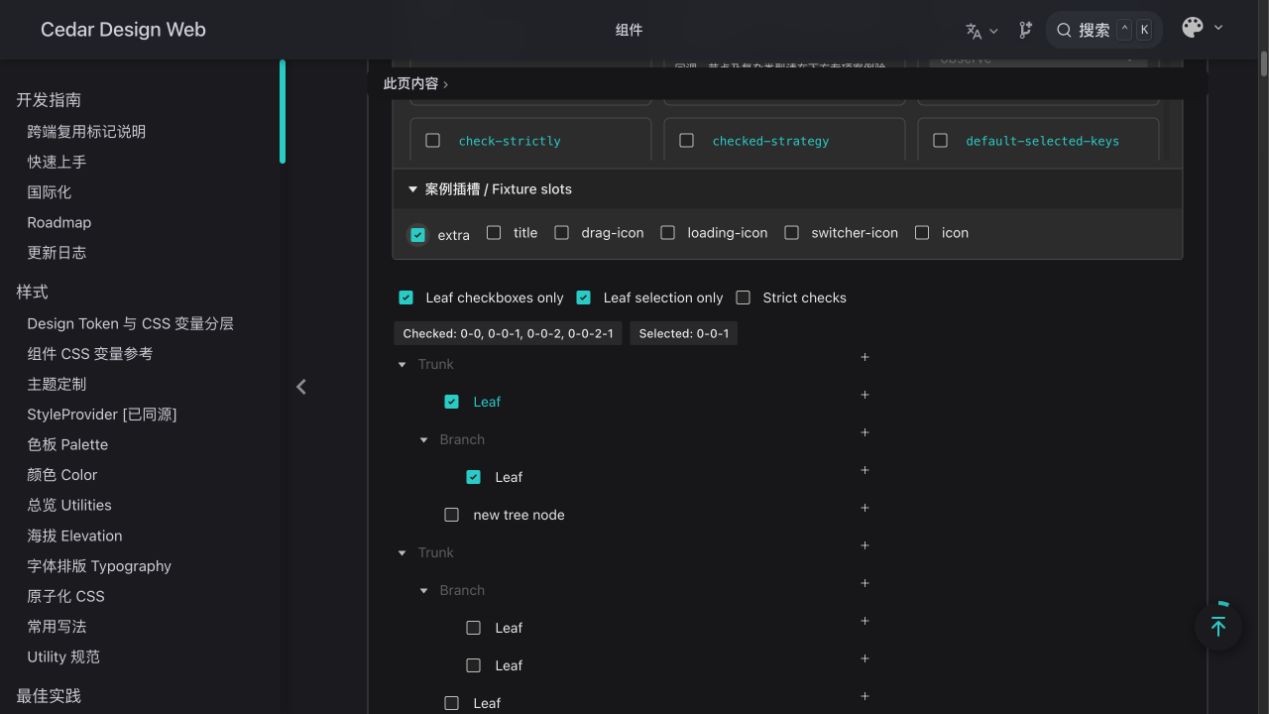 Cedar Design Web
组件
搜索
^
K
开发指南
跨端复用标记说明
快速上手
国际化
Roadmap
更新日志
样式
Design Token 与 CSS 变量分层
组件 CSS 变量参考
主题定制
StyleProvider [已同源]
色板 Palette
颜色 Color
总览 Utilities
海拔 Elevation
字体排版 Typography
原子化 CSS
常用写法
Utility 规范
最佳实践
此页内容 ›
check-strictly
checked-strategy
default-selected-keys
案例插槽 / Fixture slots
extra title drag-icon loading-icon switcher-icon icon
Leaf checkboxes only Leaf selection only Strict checks
Checked: 0-0, 0-0-1, 0-0-2, 0-0-2-1 Selected: 0-0-1
Trunk +
Leaf +
Branch +
Leaf +
new tree node +
Trunk +
Branch +
Leaf +
Leaf +
Leaf +